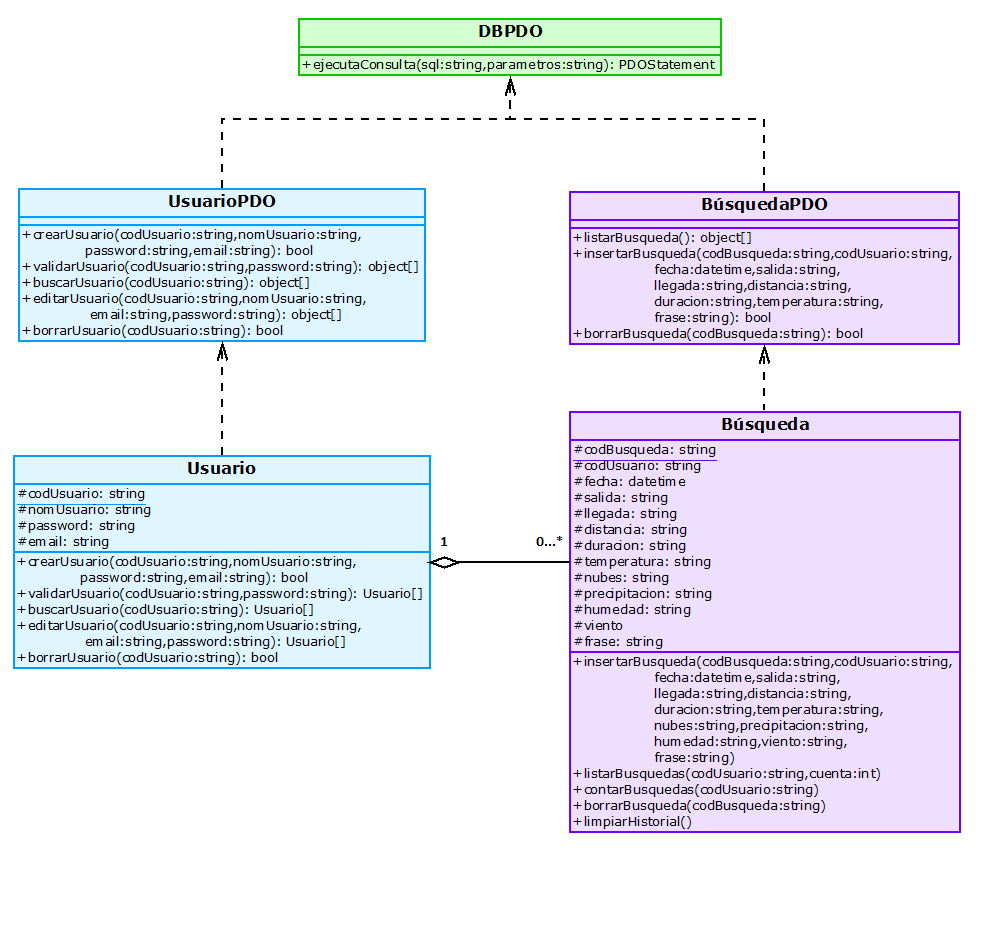 DBPDO
+ejecutaConsulta(sql:string,parametros:string): PDOStatement
UsuarioPDO
+crearUsuario(codUsuario:string,nomUsuario:string,
password:string,email:string): bool
+validarUsuario(codUsuario:string,password:string): object[]
+buscarUsuario(codUsuario:string): object[]
+editarUsuario(codUsuario:string,nomUsuario:string,
email:string,password:string): object[]
+borrarUsuario(codUsuario:string): bool
BúsquedaPDO
+listarBusqueda(): object[]
+insertarBusqueda(codBusqueda:string,codUsuario:string,
fecha:datetime,salida:string,
llegada:string,distancia:string,
duracion:string,temperatura:string,
frase:string): bool
+borrarBusqueda(codBusqueda:string): bool
Usuario
#codUsuario: string
#nomUsuario: string
#password: string
#email: string
+crearUsuario(codUsuario:string,nomUsuario:string,
password:string,email:string): bool
+validarUsuario(codUsuario:string,password:string): Usuario[]
+buscarUsuario(codUsuario:string): Usuario[]
+editarUsuario(codUsuario:string,nomUsuario:string,
email:string,password:string): Usuario[]
+borrarUsuario(codUsuario:string): bool
1
0...*
Búsqueda
#codBusqueda: string
#codUsuario: string
#fecha: datetime
#salida: string
#llegada: string
#distancia: string
#duracion: string
#temperatura: string
#nubes: string
#precipitacion: string
#humedad: string
#viento
#frase: string
+insertarBusqueda(codBusqueda:string,codUsuario:string,
fecha:datetime,salida:string,
llegada:string,distancia:string,
duracion:string,temperatura:string,
nubes:string,precipitacion:string,
humedad:string,viento:string,
frase:string)
+listarBusquedas(codUsuario:string,cuenta:int)
+contarBusquedas(codUsuario:string)
+borrarBusqueda(codBusqueda:string)
+limpiarHistorial()